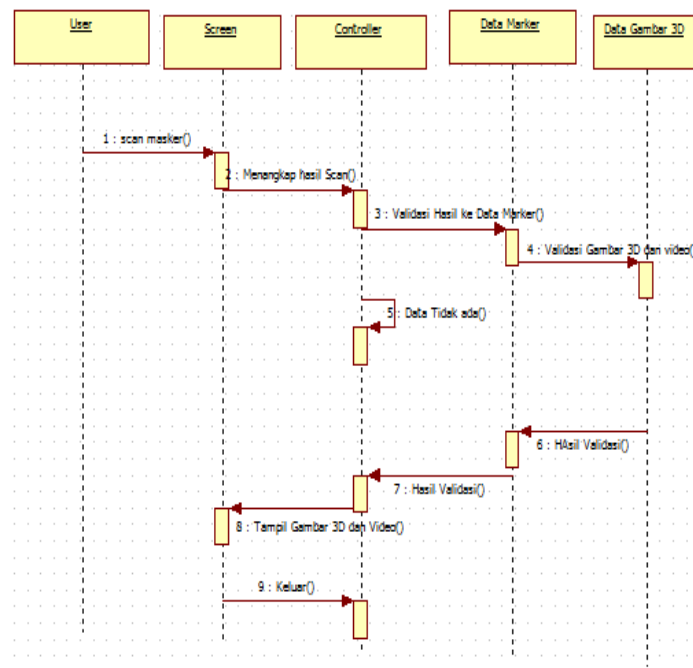 User
Screen
Controller
Data Marker
Data Gambar 3D
1 : scan masker()
2 : Menangkap hasil Scan()
3 : Validasi Hasil ke Data Marker()
4 : Validasi Gambar 3D dan video(
5 : Data Tidak ada()
6 : HAsil Validasi()
7 : Hasil Validasi()
8 : Tampil Gambar 3D dan Video()
9 : Keluar()